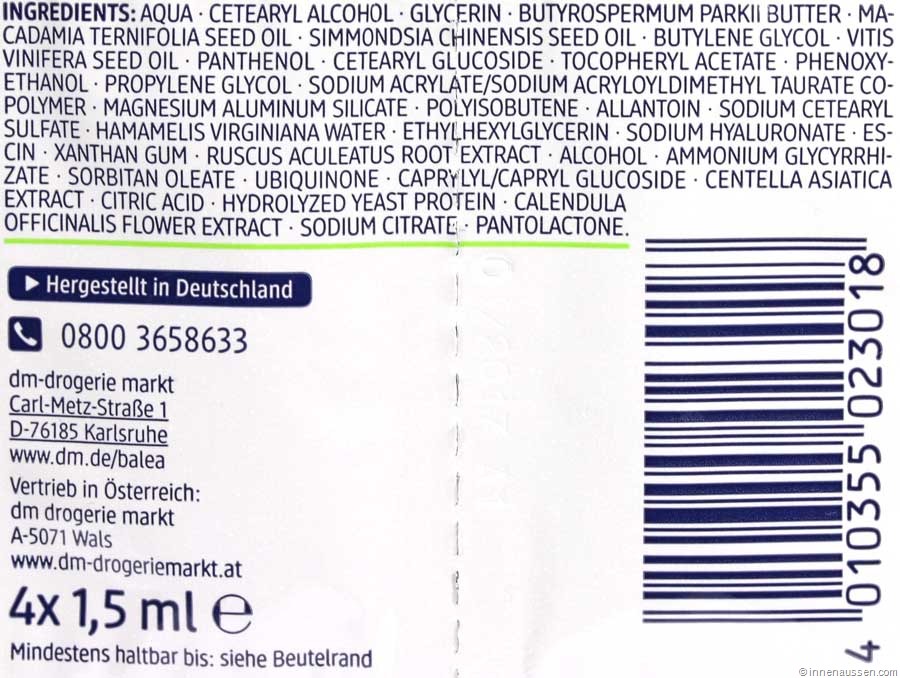 INGREDIENTS: AQUA · CETEARYL ALCOHOL · GLYCERIN · BUTYROSPERMUM PARKII BUTTER · MA-
CADAMIA TERNIFOLIA SEED OIL · SIMMONDSIA CHINENSIS SEED OIL · BUTYLENE GLYCOL · VITIS
VINIFERA SEED OIL · PANTHENOL · CETEARYL GLUCOSIDE · TOCOPHERYL ACETATE · PHENOXY-
ETHANOL · PROPYLENE GLYCOL · SODIUM ACRYLATE/SODIUM ACRYLOYLDIMETHYL TAURATE CO-
POLYMER · MAGNESIUM ALUMINUM SILICATE · POLYISOBUTENE · ALLANTOIN · SODIUM CETEARYL
SULFATE · HAMAMELIS VIRGINIANA WATER · ETHYLHEXYLGLYCERIN · SODIUM HYALURONATE · ES-
CIN · XANTHAN GUM · RUSCUS ACULEATUS ROOT EXTRACT · ALCOHOL · AMMONIUM GLYCYRRHI-
ZATE · SORBITAN OLEATE · UBIQUINONE · CAPRYLYL/CAPRYL GLUCOSIDE · CENTELLA ASIATICA
EXTRACT · CITRIC ACID · HYDROLYZED YEAST PROTEIN · CALENDULA
OFFICINALIS FLOWER EXTRACT · SODIUM CITRATE · PANTOLACTONE.
Hergestellt in Deutschland
0800 3658633
dm-drogerie markt
Carl-Metz-Straße 1
D-76185 Karlsruhe
www.dm.de/balea
Vertrieb in Österreich:
dm drogerie markt
A-5071 Wals
www.dm-drogeriemarkt.at
4x 1,5 ml ℮
Mindestens haltbar bis: siehe Beutelrand
4 010355 023018
© innenaussen.com